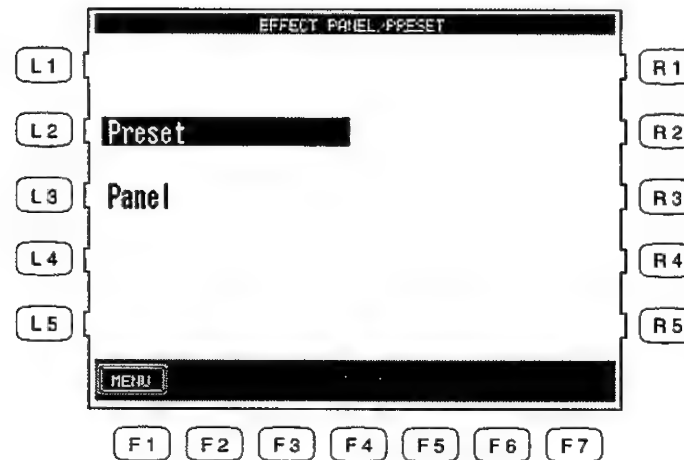 EFFECT PANEL/PRESET
L1 R1
L2 Preset R2
L3 Panel R3
L4 R4
L5 R5
MENU
F1 F2 F3 F4 F5 F6 F7